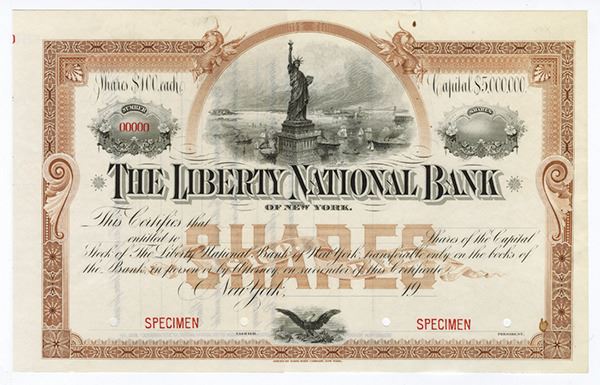 Shares $100. each
Capital $5,000,000.
NUMBER
00000
SHARES
THE LIBERTY NATIONAL BANK
OF NEW YORK.
This Certifies that
entitled to Shares of the Capital
Stock of The Liberty National Bank of New York transferable only on the books of
the Bank in person or by Attorney on surrender of this Certificate.
SHARES
New York, 19
SPECIMEN
SPECIMEN
CASHIER.
PRESIDENT.